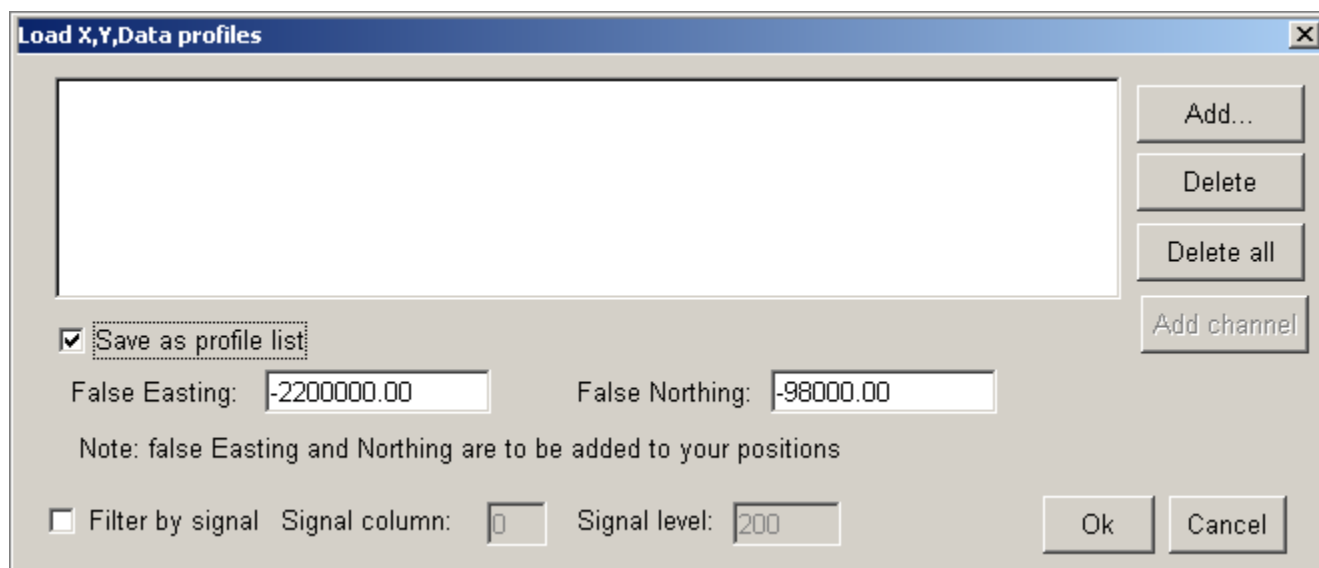 Load X,Y,Data profiles
Add...
Delete
Delete all
Add channel
Save as profile list
False Easting: -2200000.00 False Northing: -98000.00
Note: false Easting and Northing are to be added to your positions
Filter by signal Signal column: 0 Signal level: 200 Ok Cancel